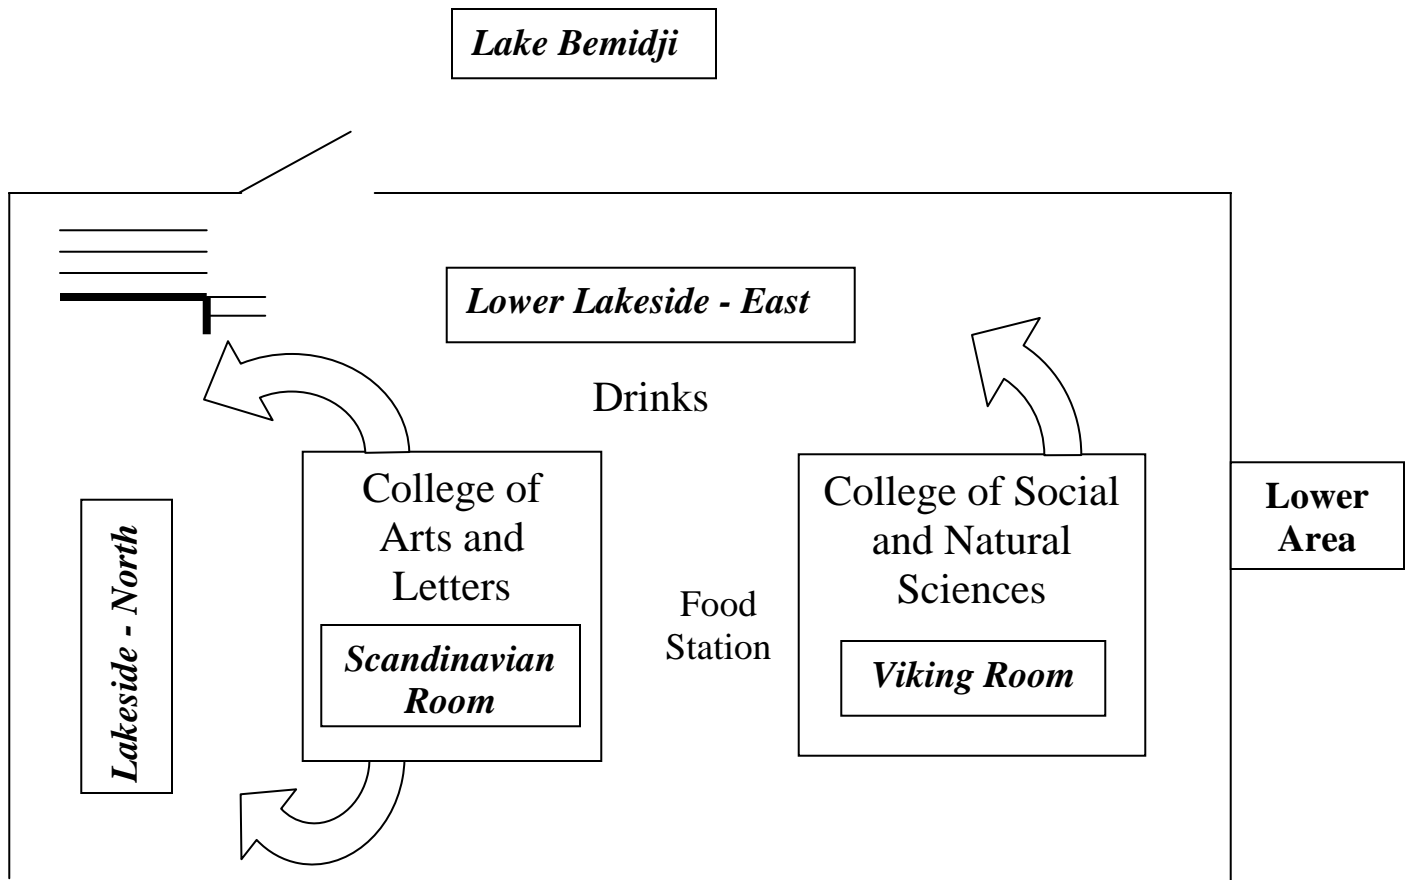 Lake Bemidji
Lower Lakeside - East
Drinks
College of
Arts and
Letters
Scandinavian
Room
Lakeside - North
Food
Station
College of Social
and Natural
Sciences
Viking Room
Lower
Area